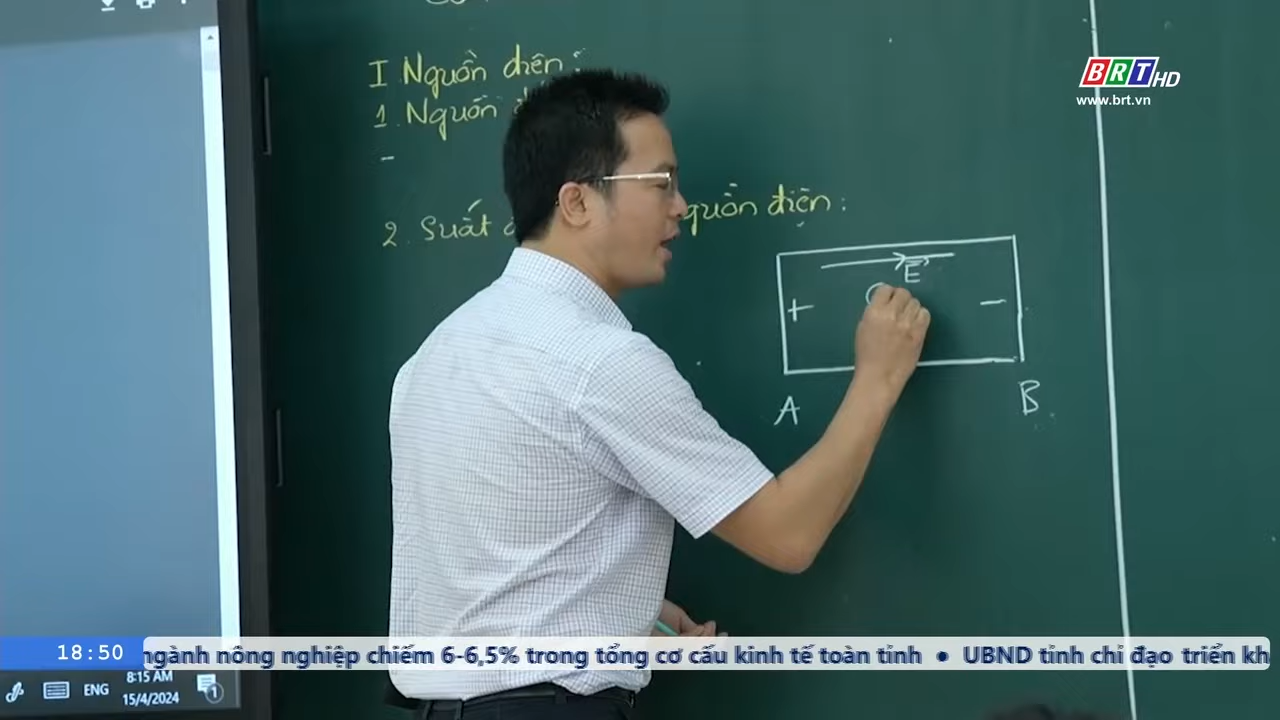 I Nguồn điện:
1. Nguồn
-
2. Suất nguồn điện:
E
+ -
A B
BRT HD
www.brt.vn
18:50 ngành nông nghiệp chiếm 6-6,5% trong tổng cơ cấu kinh tế toàn tỉnh • UBND tỉnh chỉ đạo triển kh
ENG 8:15 AM
15/4/2024 1